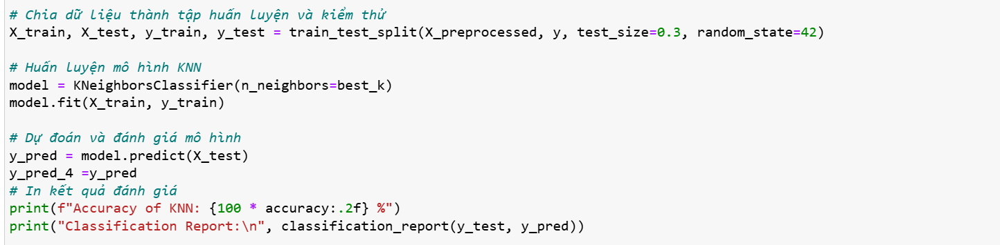 # Chia dữ liệu thành tập huấn luyện và kiểm thử
X_train, X_test, y_train, y_test = train_test_split(X_preprocessed, y, test_size=0.3, random_state=42)
# Huấn luyện mô hình KNN
model = KNeighborsClassifier(n_neighbors=best_k)
model.fit(X_train, y_train)
# Dự đoán và đánh giá mô hình
y_pred = model.predict(X_test)
y_pred_4 =y_pred
# In kết quả đánh giá
print(f"Accuracy of KNN: {100 * accuracy:.2f} %")
print("Classification Report:\n", classification_report(y_test, y_pred))